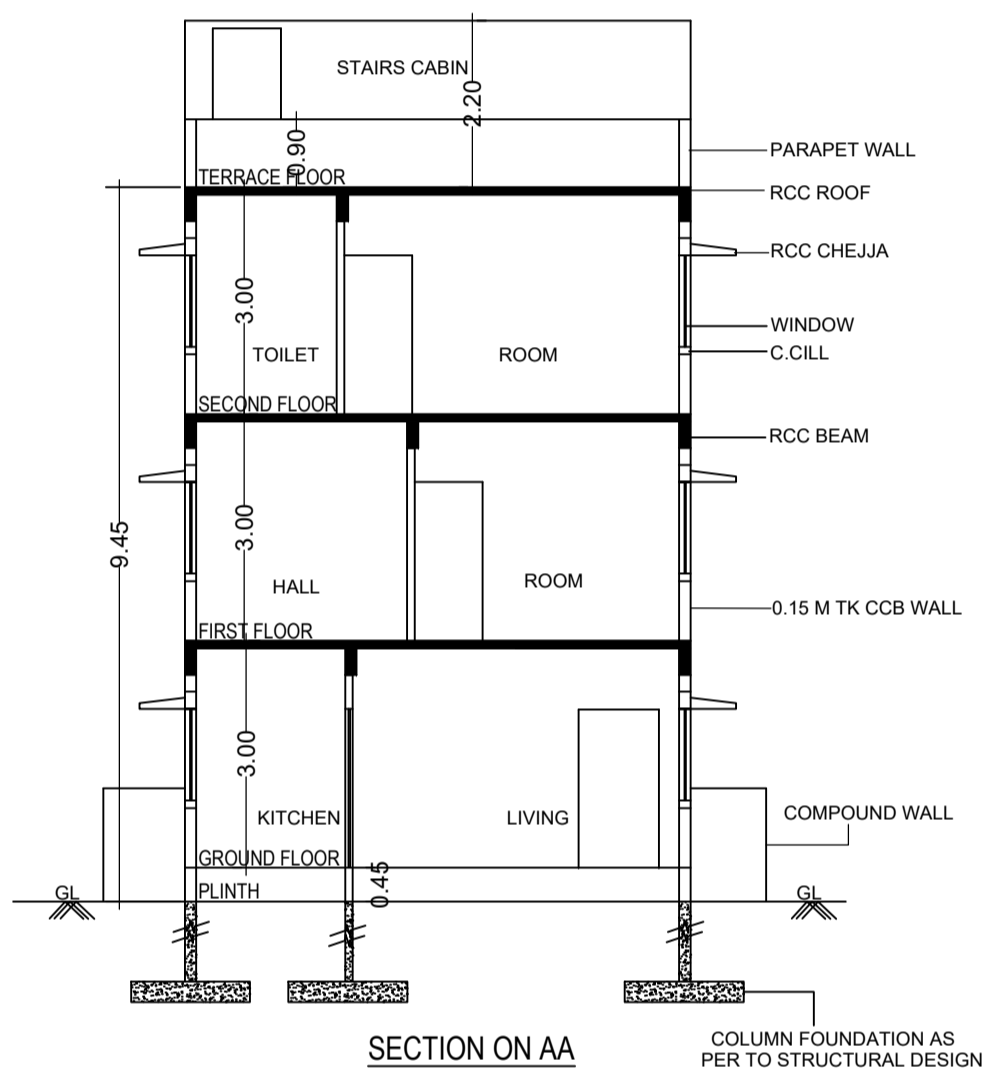 STAIRS CABIN
2.20
0.90
PARAPET WALL
TERRACE FLOOR
RCC ROOF
RCC CHEJJA
3.00
WINDOW
TOILET
ROOM
C.CILL
SECOND FLOOR
RCC BEAM
9.45
3.00
HALL
ROOM
0.15 M TK CCB WALL
FIRST FLOOR
3.00
KITCHEN
LIVING
COMPOUND WALL
GROUND FLOOR
0.45
GL
PLINTH
GL
SECTION ON AA
COLUMN FOUNDATION AS
PER TO STRUCTURAL DESIGN